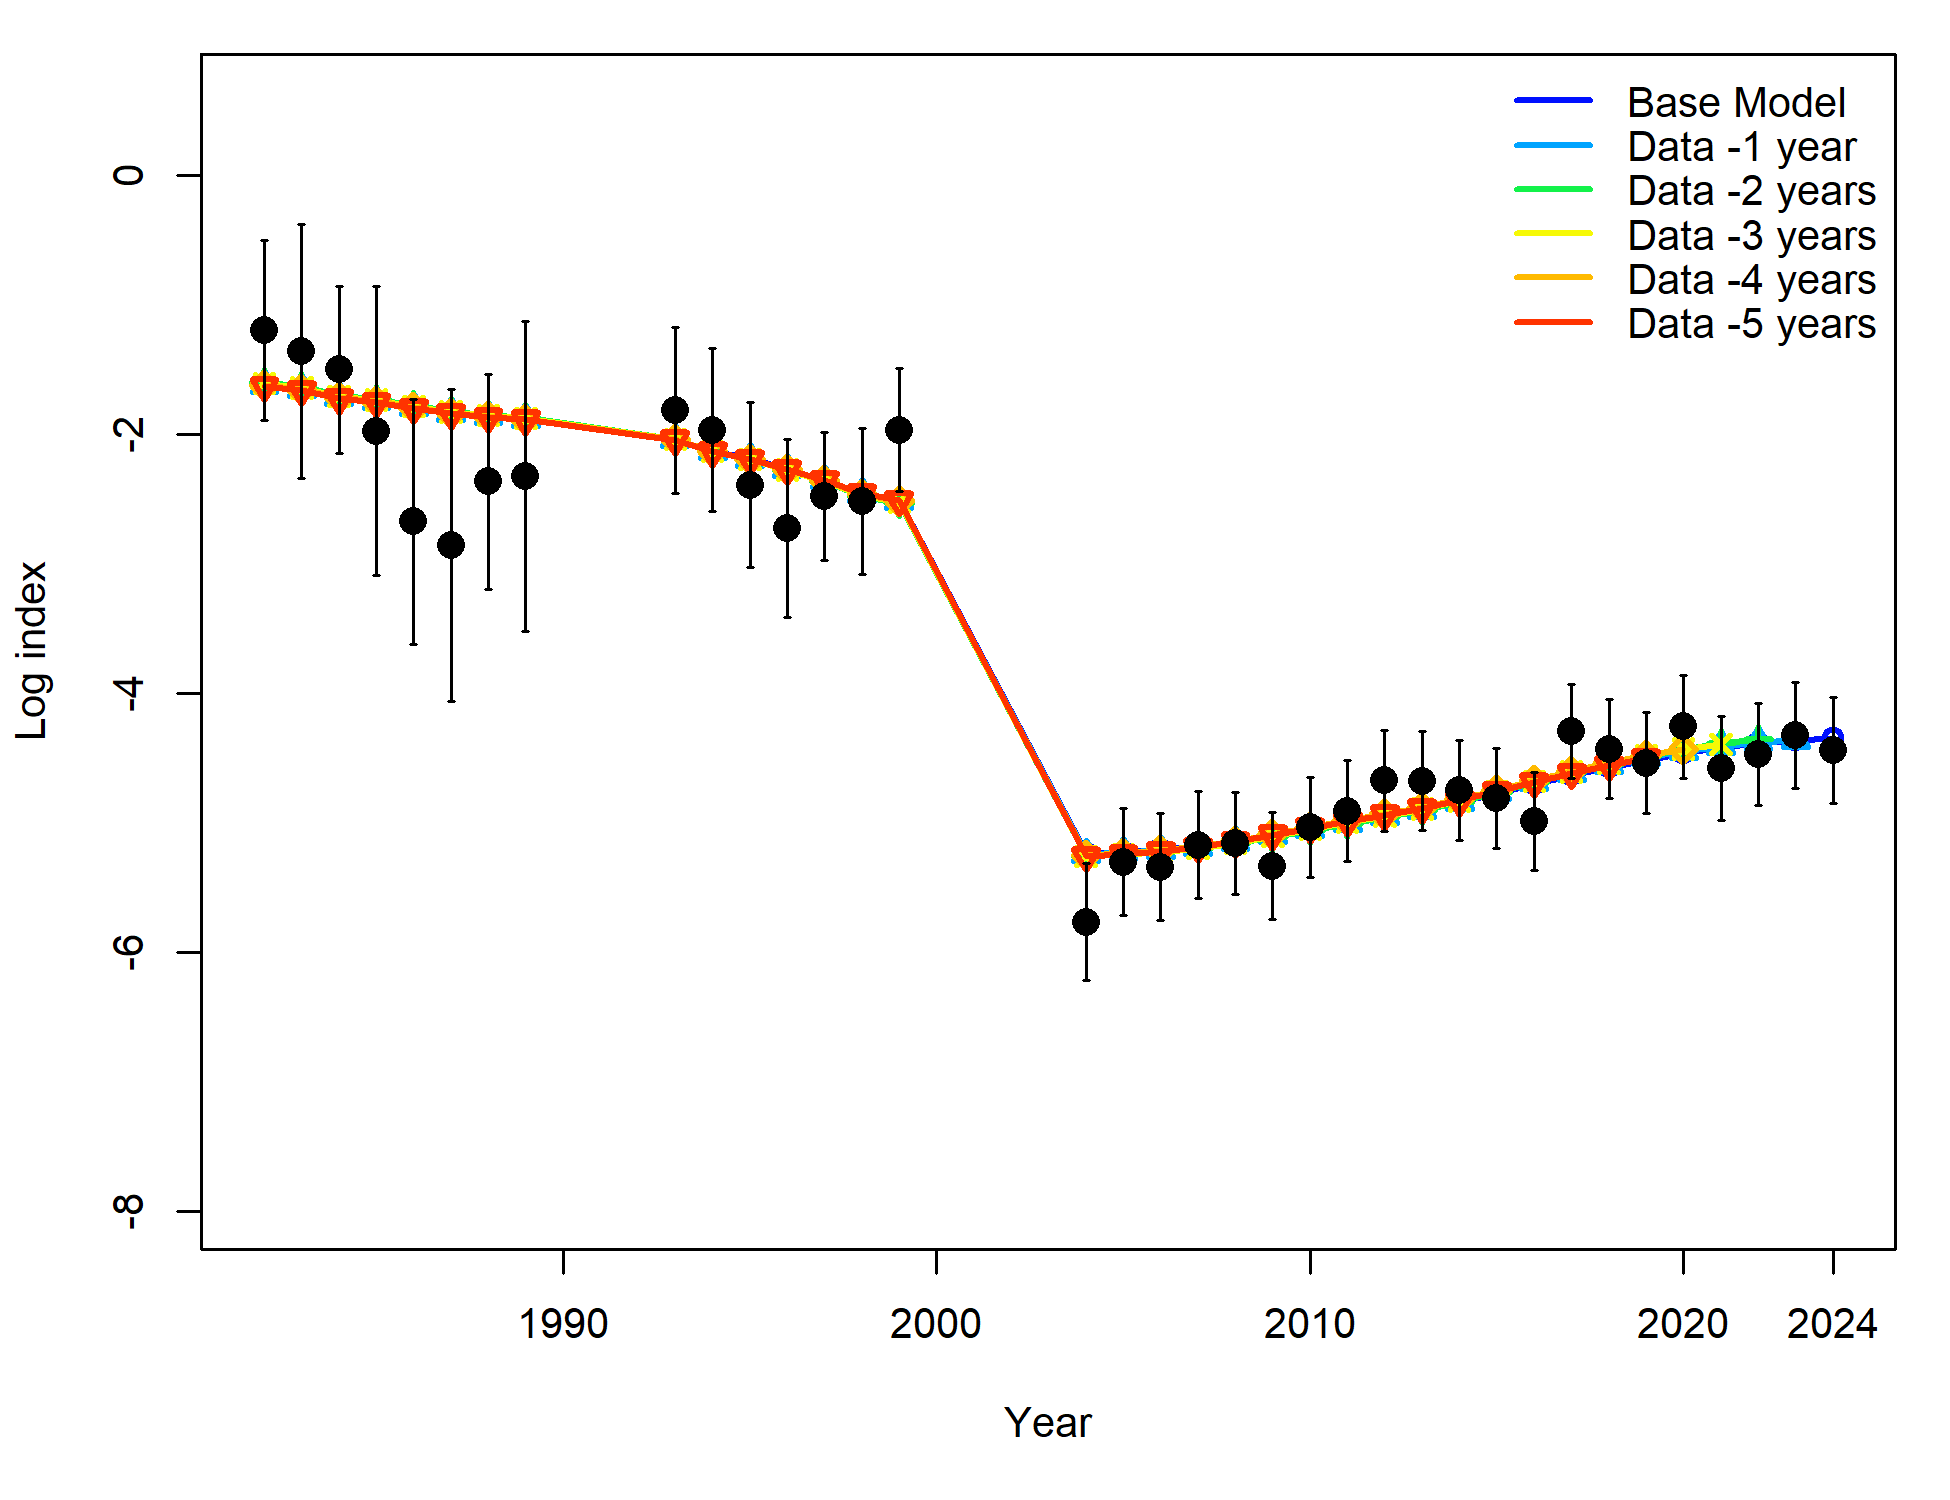 Base Model
Data -1 year
Data -2 years
Data -3 years
Data -4 years
Data -5 years
0
-2
-4
-6
-8
Log index
1990
2000
2010
2020
2024
Year